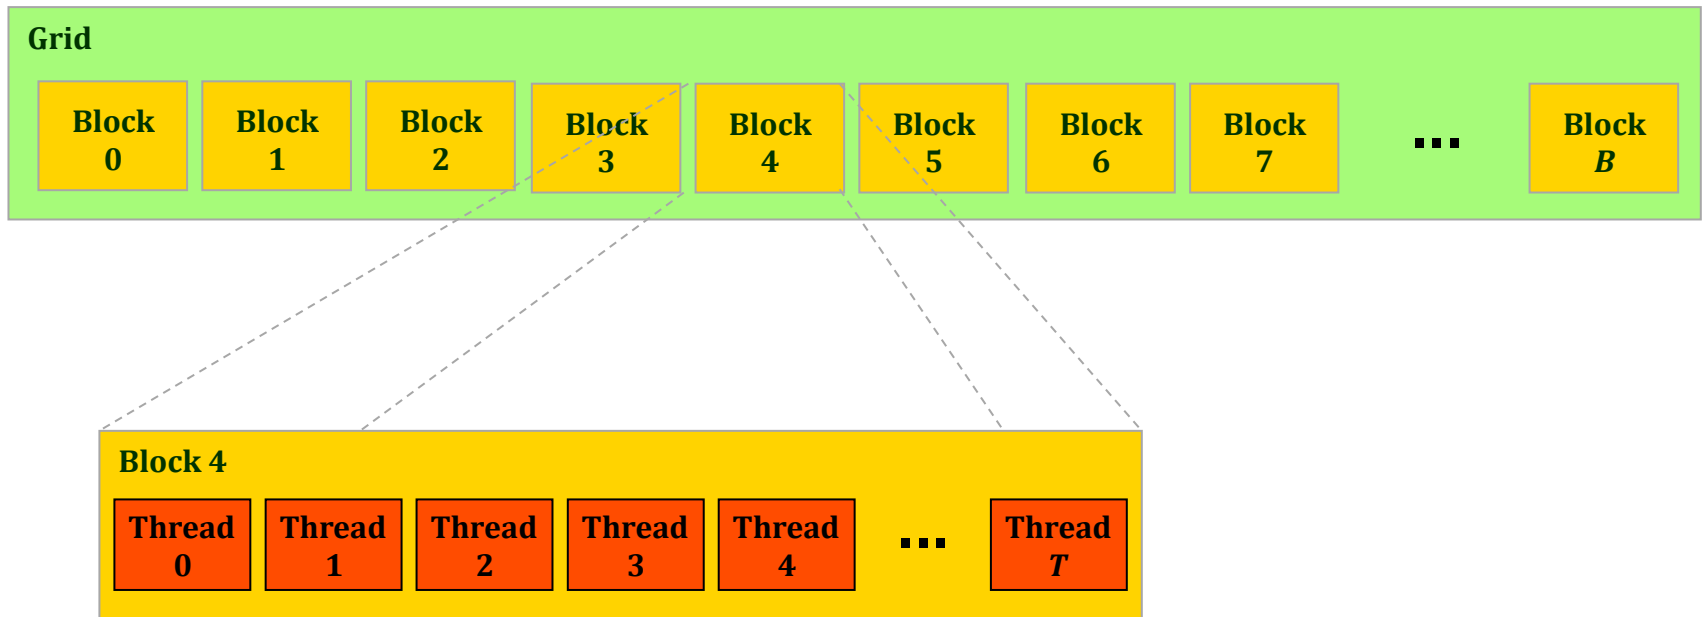 Grid
Block
0
Block
1
Block
2
Block
3
Block
4
Block
5
Block
6
Block
7
...
Block
B
Block 4
Thread
0
Thread
1
Thread
2
Thread
3
Thread
4
...
Thread
T